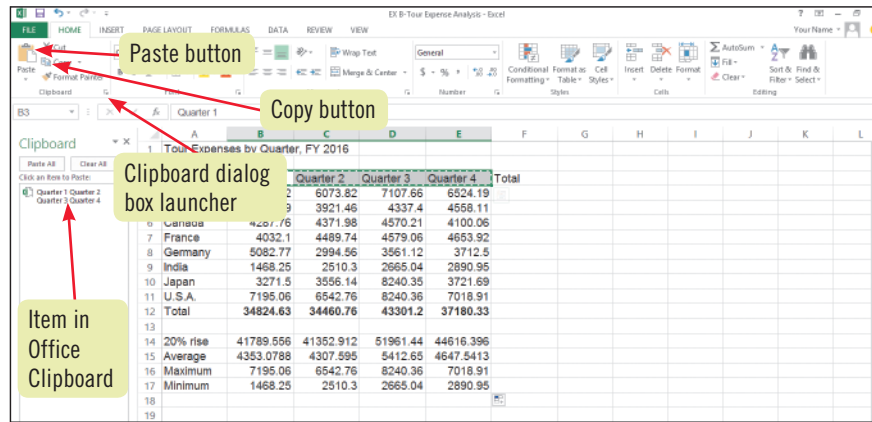 EX B-Tour Expense Analysis - Excel
FILE HOME INSERT PAGE LAYOUT FORMULAS DATA REVIEW VIEW Your Name
Paste button
Cut
Copy
Format Painter
Paste
Wrap Text
Merge & Center
General
$ - % ,
Conditional Formatting
Format as Table
Cell Styles
Insert Delete Format
AutoSum
Fill
Clear
Sort & Filter
Find & Select
Clipboard Number Styles Cells Editing
Copy button
B3 fx Quarter 1
Clipboard
Paste All Clear All
Click an Item to Paste:
Quarter 1 Quarter 2
Quarter 3 Quarter 4
Clipboard dialog
box launcher
Item in
Office
Clipboard
A B C D E F G H I J K L
1 Tour Expenses by Quarter, FY 2016
Quarter 2 Quarter 3 Quarter 4 Total
6073.82 7107.66 6524.19
3921.46 4337.4 4558.11
6 Canada 4287.76 4371.98 4570.21 4100.06
7 France 4032.1 4489.74 4579.06 4653.92
8 Germany 5082.77 2994.56 3561.12 3712.5
9 India 1468.25 2510.3 2665.04 2890.95
10 Japan 3271.5 3556.14 8240.35 3721.69
11 U.S.A. 7195.06 6542.76 8240.36 7018.91
12 Total 34824.63 34460.76 43301.2 37180.33
13
14 20% rise 41789.556 41352.912 51961.44 44616.396
15 Average 4353.0788 4307.595 5412.65 4647.5413
16 Maximum 7195.06 6542.76 8240.36 7018.91
17 Minimum 1468.25 2510.3 2665.04 2890.95
18
19